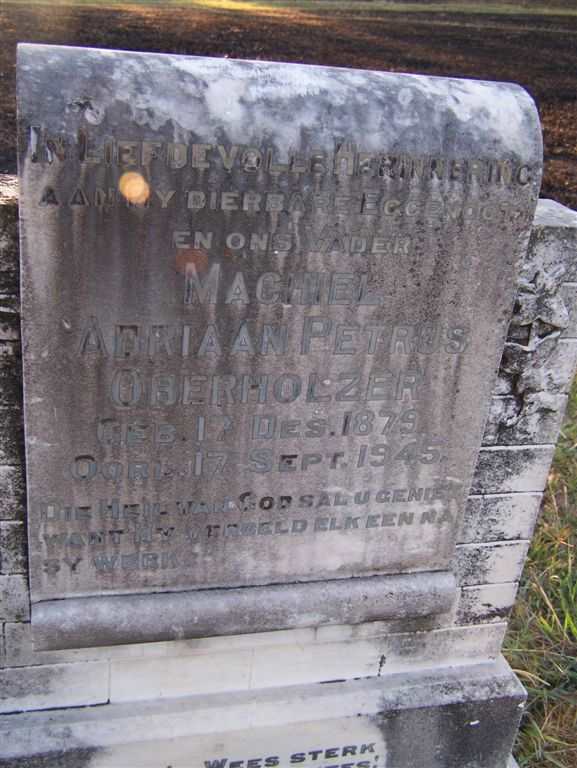 IN LIEFDEVOLLE HERINNERING
AAN MY DIERBARE EGGENOOT
EN ONS VADER
MACHIEL
ADRIAAN PETRUS
OBERHOLZER
GEB. 17 DES. 1879
OORL. 17 SEPT. 1945.
DIE HEIL VAN GOD SAL U GENIET
WANT HY VERGELD ELKEEN NA
SY WERK.
WEES STERK